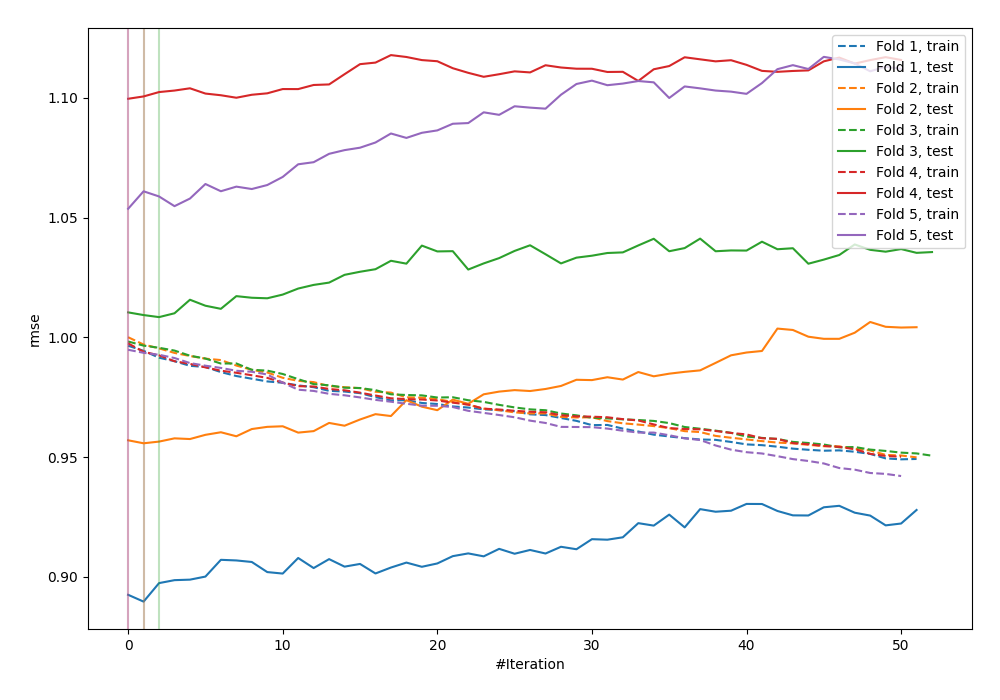 1.10
1.05
1.00
0.95
0.90
rmse
0
10
20
30
40
50
#Iteration
Fold 1, train
Fold 1, test
Fold 2, train
Fold 2, test
Fold 3, train
Fold 3, test
Fold 4, train
Fold 4, test
Fold 5, train
Fold 5, test